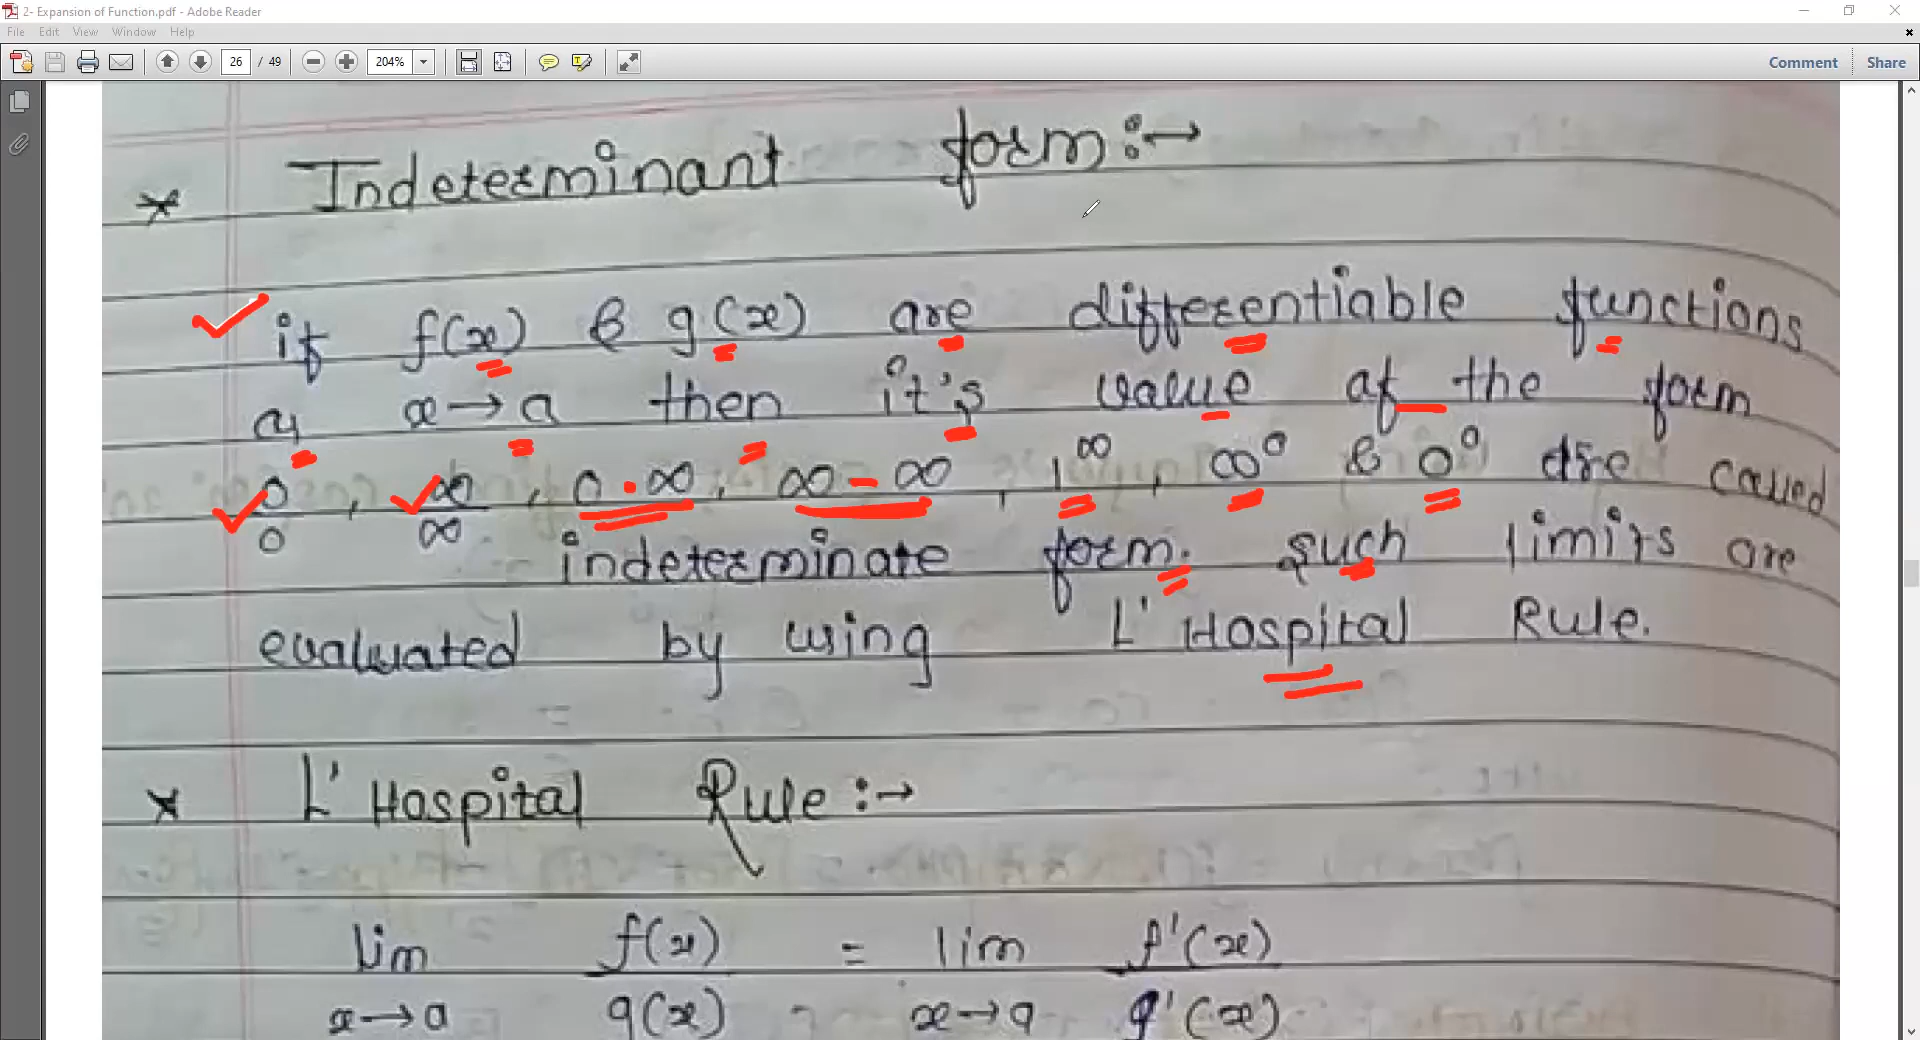 2- Expansion of Function.pdf - Adobe Reader
File Edit View Window Help
26 / 49 204% Comment Share
* Indeterminant form:→
if f(x) & g(x) are differentiable functions
as x→a then it's value of the form
0/0, ∞/∞, 0·∞, ∞-∞, 1^∞, ∞^0 & 0^0 are called
indeterminate form. such limits are
evaluated by using L'Hospital Rule.
* L'Hospital Rule:→
lim x→a f(x)/g(x) = lim x→a f'(x)/g'(x)